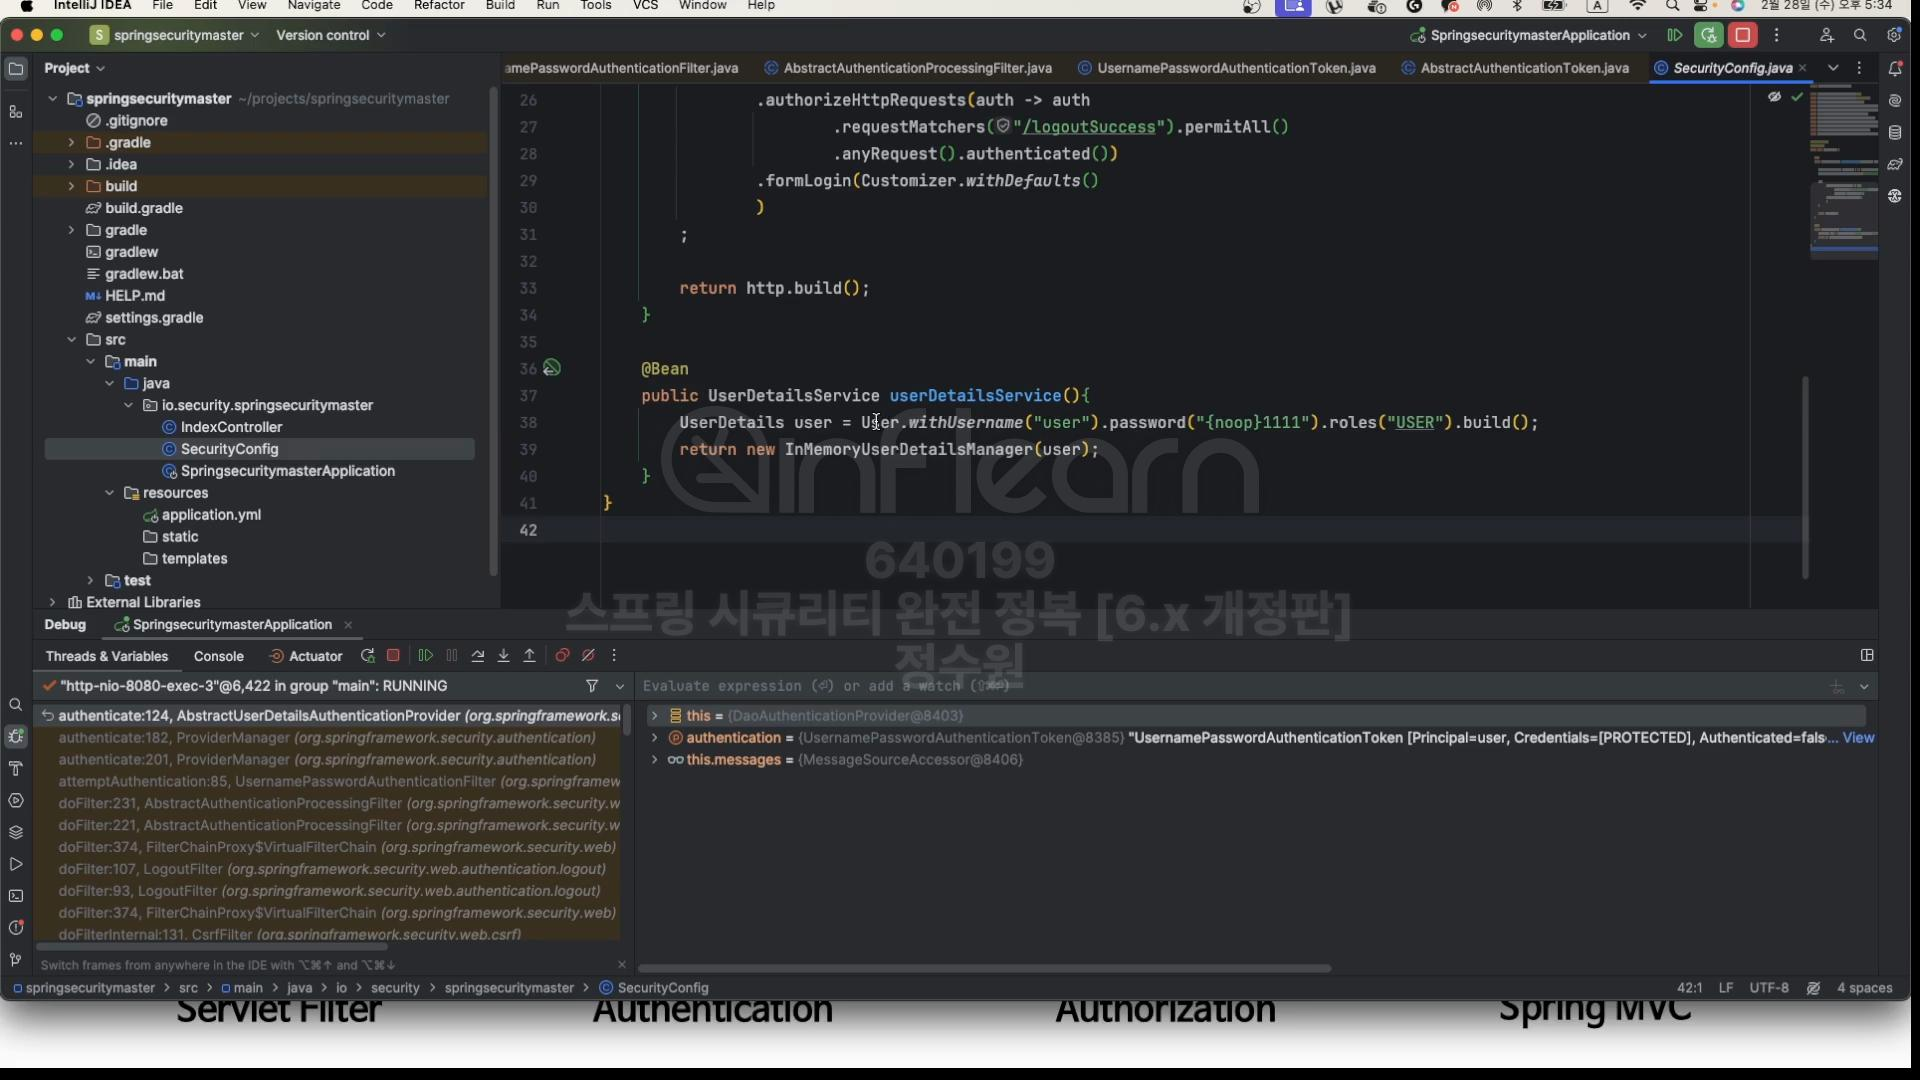 IntelliJ IDEA File Edit View Navigate Code Refactor Build Run Tools VCS Window Help
A 2월 28일 (수) 오후 5:34
S springsecuritymaster Version control
SpringsecuritymasterApplication
Project
amePasswordAuthenticationFilter.java AbstractAuthenticationProcessingFilter.java UsernamePasswordAuthenticationToken.java AbstractAuthenticationToken.java SecurityConfig.java
springsecuritymaster ~/projects/springsecuritymaster
.gitignore
.gradle
.idea
build
build.gradle
gradle
gradlew
gradlew.bat
M↓ HELP.md
settings.gradle
src
main
java
io.security.springsecuritymaster
IndexController
SecurityConfig
SpringsecuritymasterApplication
resources
application.yml
static
templates
test
External Libraries
26 .authorizeHttpRequests(auth -> auth
27 .requestMatchers("/logoutSuccess").permitAll()
28 .anyRequest().authenticated())
29 .formLogin(Customizer.withDefaults()
30 )
31 ;
32
33 return http.build();
34 }
35
36 @Bean
37 public UserDetailsService userDetailsService(){
38 UserDetails user = User.withUsername("user").password("{noop}1111").roles("USER").build();
39 return new InMemoryUserDetailsManager(user);
40 }
41 }
42
inflearn
640199
스프링 시큐리티 완전 정복 [6.x 개정판]
정수원
Debug SpringsecuritymasterApplication
Threads & Variables Console Actuator
"http-nio-8080-exec-3"@6,422 in group "main": RUNNING
Evaluate expression (⏎) or add a watch (⇧⌘⏎)
authenticate:124, AbstractUserDetailsAuthenticationProvider (org.springframework.s
authenticate:182, ProviderManager (org.springframework.security.authentication)
authenticate:201, ProviderManager (org.springframework.security.authentication)
attemptAuthentication:85, UsernamePasswordAuthenticationFilter (org.springframew
doFilter:231, AbstractAuthenticationProcessingFilter (org.springframework.security.w
doFilter:221, AbstractAuthenticationProcessingFilter (org.springframework.security.w
doFilter:374, FilterChainProxy$VirtualFilterChain (org.springframework.security.web)
doFilter:107, LogoutFilter (org.springframework.security.web.authentication.logout)
doFilter:93, LogoutFilter (org.springframework.security.web.authentication.logout)
doFilter:374, FilterChainProxy$VirtualFilterChain (org.springframework.security.web)
doFilterInternal:131, CsrfFilter (org.springframework.security.web.csrf)
this = {DaoAuthenticationProvider@8403}
authentication = {UsernamePasswordAuthenticationToken@8385} "UsernamePasswordAuthenticationToken [Principal=user, Credentials=[PROTECTED], Authenticated=fals... View
this.messages = {MessageSourceAccessor@8406}
Switch frames from anywhere in the IDE with ⌥⌘↑ and ⌥⌘↓
springsecuritymaster > src > main > java > io > security > springsecuritymaster > SecurityConfig
42:1 LF UTF-8 4 spaces
Servlet Filter Authentication Authorization Spring MVC